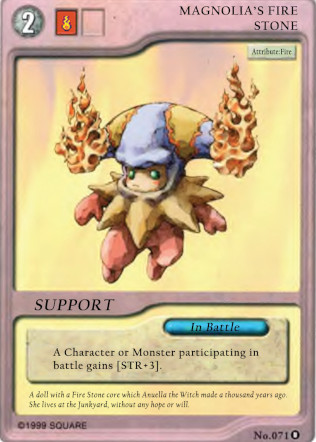 2
MAGNOLIA'S FIRE
STONE
Attribute:Fire
SUPPORT
In Battle
A Character or Monster participating in
battle gains [STR+3].
A doll with a Fire Stone core which Anuella the Witch made a thousand years ago.
She lives at the Junkyard, without any hope or will.
©1999 SQUARE
No.071